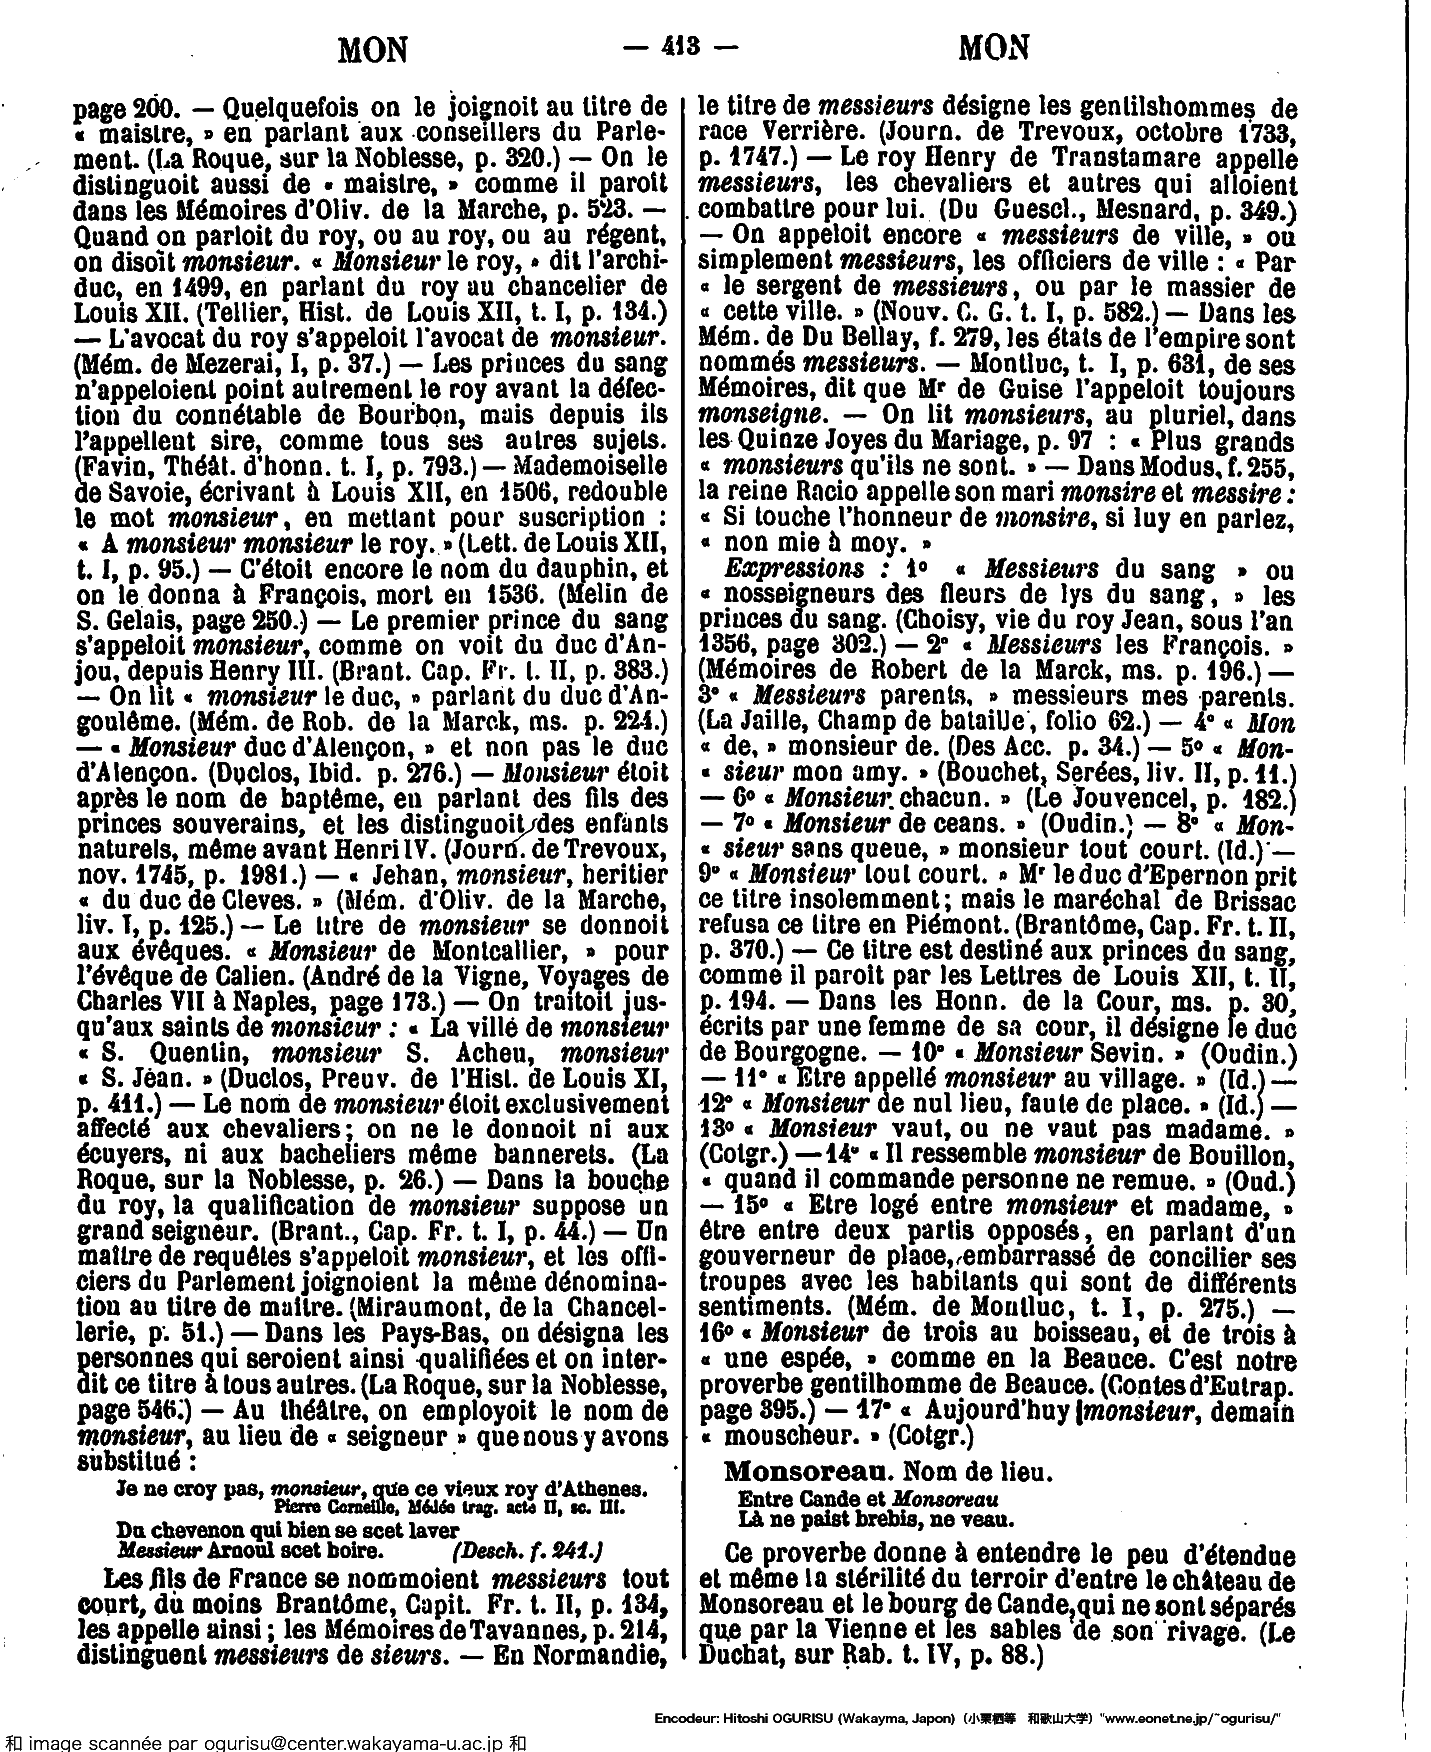 MON — 413 — MON
page 200. — Quelquefois on le joignoit au titre de
« maistre, » en parlant aux conseillers du Parle-
ment. (La Roque, sur la Noblesse, p. 320.) — On le
distinguoit aussi de « maistre, » comme il paroit
dans les Mémoires d'Oliv. de la Marche, p. 523. —
Quand on parloit du roy, ou au roy, ou au régent,
on disoit monsieur. « Monsieur le roy, » dit l'archi-
duc, en 1499, en parlant du roy au chancelier de
Louis XII. (Tellier, Hist. de Louis XII, t. I, p. 134.)
— L'avocat du roy s'appeloit l'avocat de monsieur.
(Mém. de Mezerai, I, p. 37.) — Les princes du sang
n'appeloient point autrement le roy avant la défec-
tion du connétable de Bourbon, mais depuis ils
l'appellent sire, comme tous ses autres sujets.
(Favin, Théât. d'honn. t. I, p. 793.) — Mademoiselle
de Savoie, écrivant à Louis XII, en 1506, redouble
le mot monsieur, en mettant pour suscription :
« A monsieur monsieur le roy. » (Lett. de Louis XII,
t. I, p. 95.) — C'étoit encore le nom du dauphin, et
on le donna à François, mort en 1536. (Melin de
S. Gelais, page 250.) — Le premier prince du sang
s'appeloit monsieur, comme on voit du duc d'An-
jou, depuis Henry III. (Brant. Cap. Fr. t. II, p. 383.)
— On lit « monsieur le duc, » parlant du duc d'An-
goulême. (Mém. de Rob. de la Marck, ms. p. 224.)
— « Monsieur duc d'Alençon, » et non pas le duc
d'Alençon. (Duclos, Ibid. p. 276.) — Monsieur étoit
après le nom de baptême, en parlant des fils des
princes souverains, et les distinguoit des enfants
naturels, même avant Henri IV. (Journ. de Trevoux,
nov. 1745, p. 1981.) — « Jehan, monsieur, heritier
« du duc de Cleves. » (Mém. d'Oliv. de la Marche,
liv. I, p. 125.) — Le titre de monsieur se donnoit
aux évêques. « Monsieur de Montcallier, » pour
l'évêque de Calien. (André de la Vigne, Voyages de
Charles VII à Naples, page 173.) — On traitoit jus-
qu'aux saints de monsieur : « La ville de monsieur
« S. Quentin, monsieur S. Acheu, monsieur
« S. Jean. » (Duclos, Preuv. de l'Hist. de Louis XI,
p. 411.) — Le nom de monsieur étoit exclusivement
affecté aux chevaliers; on ne le donnoit ni aux
écuyers, ni aux bacheliers même bannerets. (La
Roque, sur la Noblesse, p. 26.) — Dans la bouche
du roy, la qualification de monsieur suppose un
grand seigneur. (Brant., Cap. Fr. t. I, p. 44.) — Un
maître de requêtes s'appeloit monsieur, et les offi-
ciers du Parlement joignoient la même dénomina-
tion au titre de maître. (Miraumont, de la Chancel-
lerie, p. 51.) — Dans les Pays-Bas, on désigna les
personnes qui seroient ainsi qualifiées et on inter-
dit ce titre à tous autres. (La Roque, sur la Noblesse,
page 546.) — Au théâtre, on employoit le nom de
monsieur, au lieu de « seigneur » que nous y avons
substitué :
Je ne croy pas, monsieur, que ce vieux roy d'Athenes.
Pierre Corneille, Médée trag. acte II, sc. III.
Du chevenon qui bien se scet laver
Messieur Arnoul scet boire. (Desch. f. 241.)
Les fils de France se nommoient messieurs tout
court, du moins Brantôme, Capit. Fr. t. II, p. 134,
les appelle ainsi; les Mémoires de Tavannes, p. 214,
distinguent messieurs de sieurs. — En Normandie,
le titre de messieurs désigne les gentilshommes de
race Verrière. (Journ. de Trevoux, octobre 1733,
p. 1747.) — Le roy Henry de Transtamare appelle
messieurs, les chevaliers et autres qui alloient
combattre pour lui. (Du Guescl., Mesnard, p. 349.)
— On appeloit encore « messieurs de ville, » ou
simplement messieurs, les officiers de ville : « Par
« le sergent de messieurs, ou par le massier de
« cette ville. » (Nouv. C. G. t. I, p. 582.) — Dans les
Mém. de Du Bellay, f. 279, les états de l'empire sont
nommés messieurs. — Montluc, t. I, p. 631, de ses
Mémoires, dit que Mr de Guise l'appeloit toujours
monseigne. — On lit monsieurs, au pluriel, dans
les Quinze Joyes du Mariage, p. 97 : « Plus grands
« monsieurs qu'ils ne sont. » — Dans Modus, f. 255,
la reine Racio appelle son mari monsire et messire :
« Si touche l'honneur de monsire, si luy en parlez,
« non mie à moy. »
Expressions : 1° « Messieurs du sang » ou
« nosseigneurs des fleurs de lys du sang, » les
princes du sang. (Choisy, vie du roy Jean, sous l'an
1356, page 302.) — 2° « Messieurs les François. »
(Mémoires de Robert de la Marck, ms. p. 196.) —
3° « Messieurs parents, » messieurs mes parents.
(La Jaille, Champ de bataille, folio 62.) — 4° « Mon
« de, » monsieur de. (Des Acc. p. 34.) — 5° « Mon-
« sieur mon amy. » (Bouchet, Serées, liv. II, p. 11.)
— 6° « Monsieur chacun. » (Le Jouvencel, p. 182.)
— 7° « Monsieur de ceans. » (Oudin.) — 8° « Mon-
« sieur sans queue, » monsieur tout court. (Id.) —
9° « Monsieur tout court. » Mr le duc d'Epernon prit
ce titre insolemment; mais le maréchal de Brissac
refusa ce titre en Piémont. (Brantôme, Cap. Fr. t. II,
p. 370.) — Ce titre est destiné aux princes du sang,
comme il paroit par les Lettres de Louis XII, t. II,
p. 194. — Dans les Honn. de la Cour, ms. p. 30,
écrits par une femme de sa cour, il désigne le duc
de Bourgogne. — 10° « Monsieur Sevin. » (Oudin.)
— 11° « Etre appellé monsieur au village. » (Id.) —
12° « Monsieur de nul lieu, faute de place. » (Id.) —
13° « Monsieur vaut, ou ne vaut pas madame. »
(Cotgr.) — 14° « Il ressemble monsieur de Bouillon,
« quand il commande personne ne remue. » (Oud.)
— 15° « Etre logé entre monsieur et madame, »
être entre deux partis opposés, en parlant d'un
gouverneur de place, embarrassé de concilier ses
troupes avec les habitants qui sont de différents
sentiments. (Mém. de Montluc, t. I, p. 275.) —
16° « Monsieur de trois au boisseau, et de trois à
« une espée, » comme en la Beauce. C'est notre
proverbe gentilhomme de Beauce. (Contes d'Eutrap.
page 395.) — 17° « Aujourd'huy monsieur, demain
« mouscheur. » (Cotgr.)
Monsoreau. Nom de lieu.
Entre Cande et Monsoreau
Là ne paist brebis, ne veau.
Ce proverbe donne à entendre le peu d'étendue
et même la stérilité du terroir d'entre le château de
Monsoreau et le bourg de Cande, qui ne sont séparés
que par la Vienne et les sables de son rivage. (Le
Duchat, sur Rab. t. IV, p. 88.)
Encodeur: Hitoshi OGURISU (Wakayma, Japon) (小栗栖等 和歌山大学) "www.eonet.ne.jp/~ogurisu/"
和 image scannée par ogurisu@center.wakayama-u.ac.jp 和